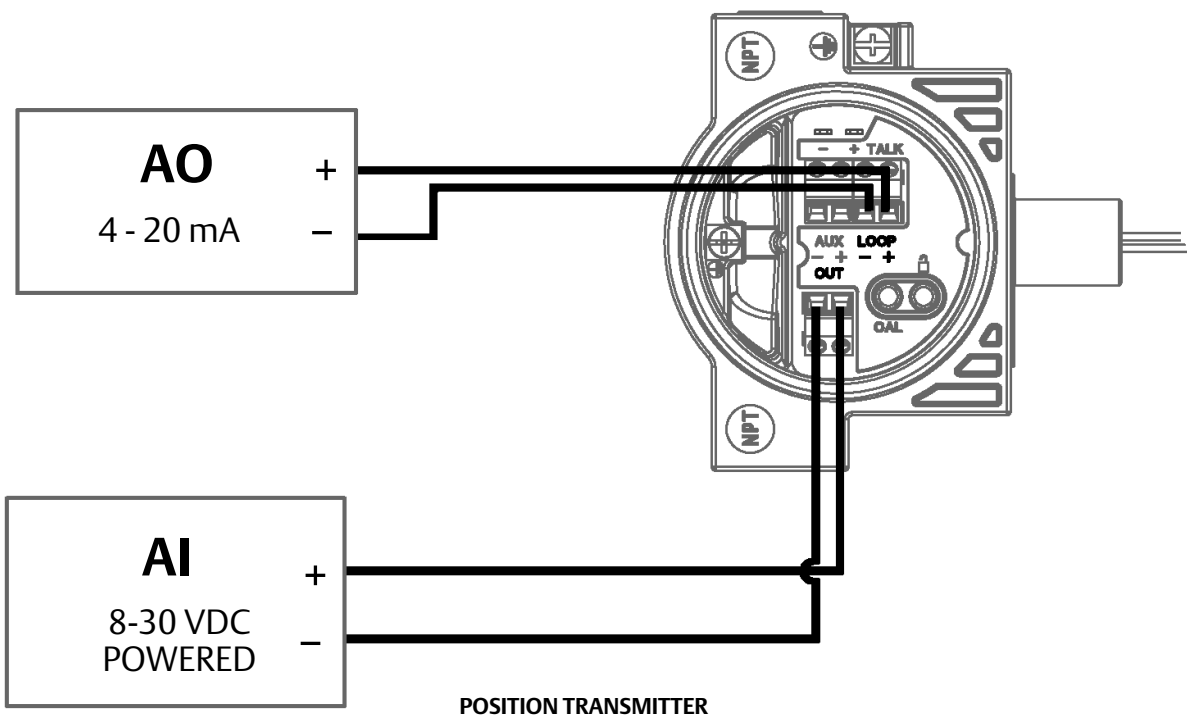 NPT
AO
+
4 - 20 mA
−
− + TALK
AUX LOOP
− + − +
OUT
CAL
NPT
AI
+
8-30 VDC
−
POWERED
POSITION TRANSMITTER